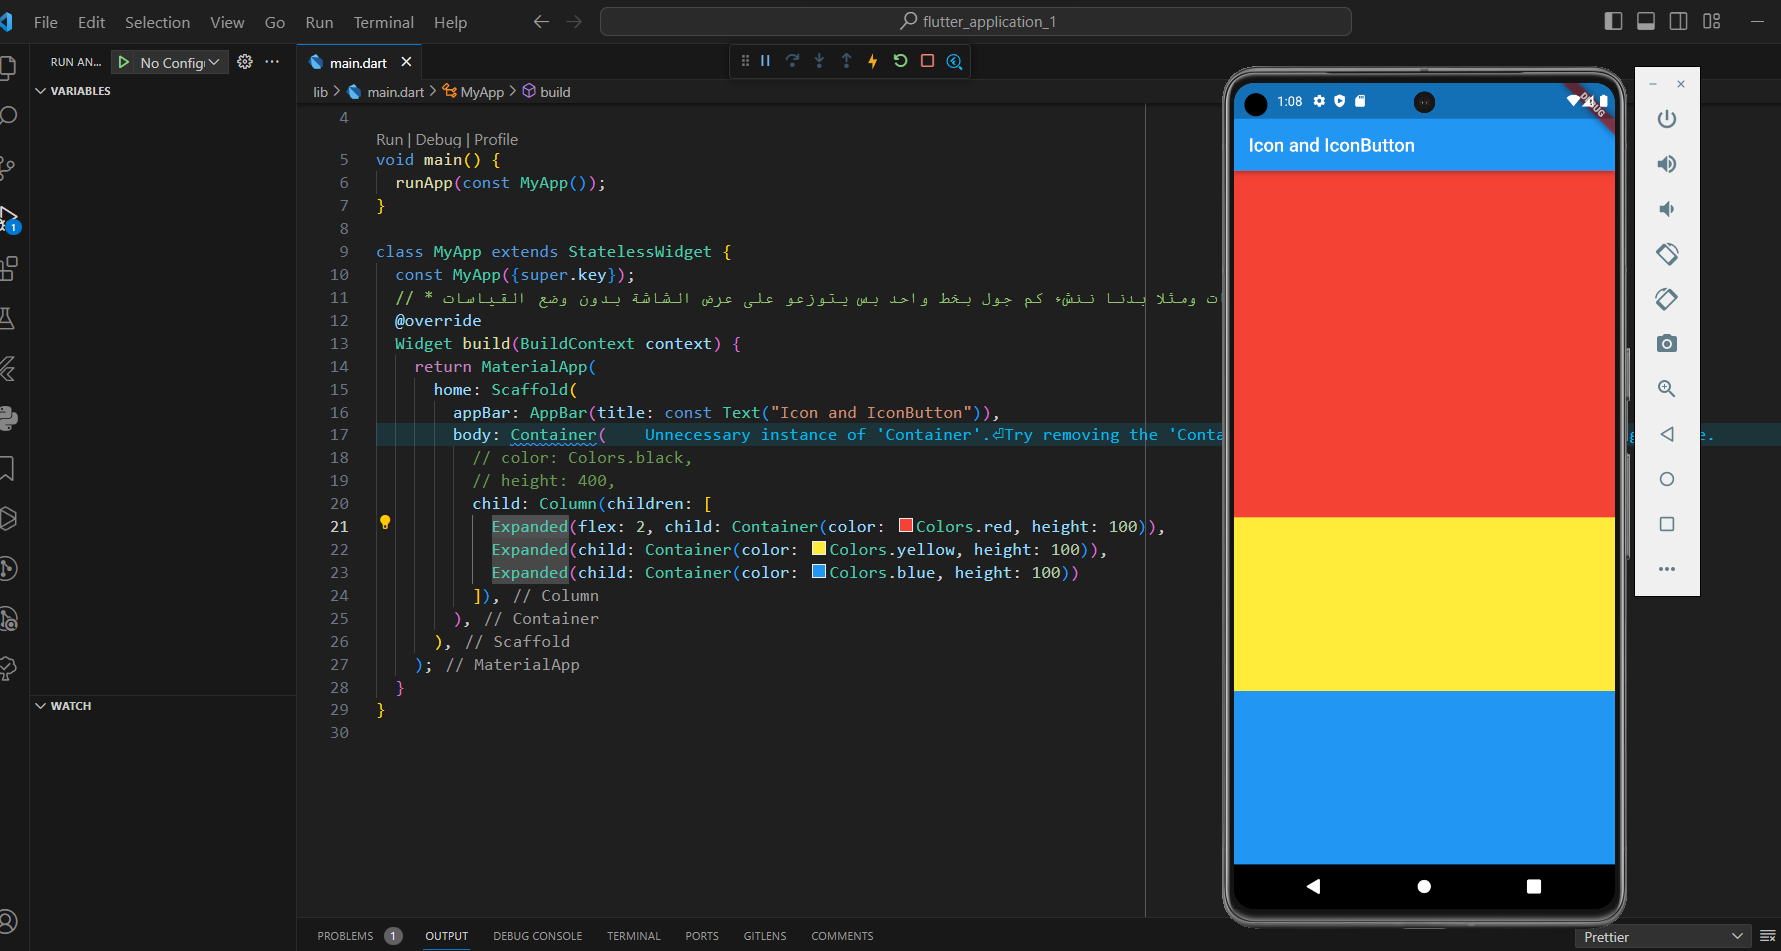 File Edit Selection View Go Run Terminal Help
flutter_application_1
RUN AN... No Config
VARIABLES
main.dart
lib > main.dart > MyApp > build
4
Run | Debug | Profile
5 void main() {
6 runApp(const MyApp());
7 }
8
9 class MyApp extends StatelessWidget {
10 const MyApp({super.key});
11 // * ومثلا بدنا ننشء كم جول بخط واحد بس يتوزعو على عرض الشاشة بدون وضع القياسات
12 @override
13 Widget build(BuildContext context) {
14 return MaterialApp(
15 home: Scaffold(
16 appBar: AppBar(title: const Text("Icon and IconButton")),
17 body: Container( Unnecessary instance of 'Container'.⏎Try removing the 'Conta
18 // color: Colors.black,
19 // height: 400,
20 child: Column(children: [
21 Expanded(flex: 2, child: Container(color: Colors.red, height: 100)),
22 Expanded(child: Container(color: Colors.yellow, height: 100)),
23 Expanded(child: Container(color: Colors.blue, height: 100))
24 ]), // Column
25 ), // Container
26 ), // Scaffold
27 ); // MaterialApp
28 }
29 }
30
WATCH
PROBLEMS 1 OUTPUT DEBUG CONSOLE TERMINAL PORTS GITLENS COMMENTS
Prettier
1
1:08
DEBUG
Icon and IconButton